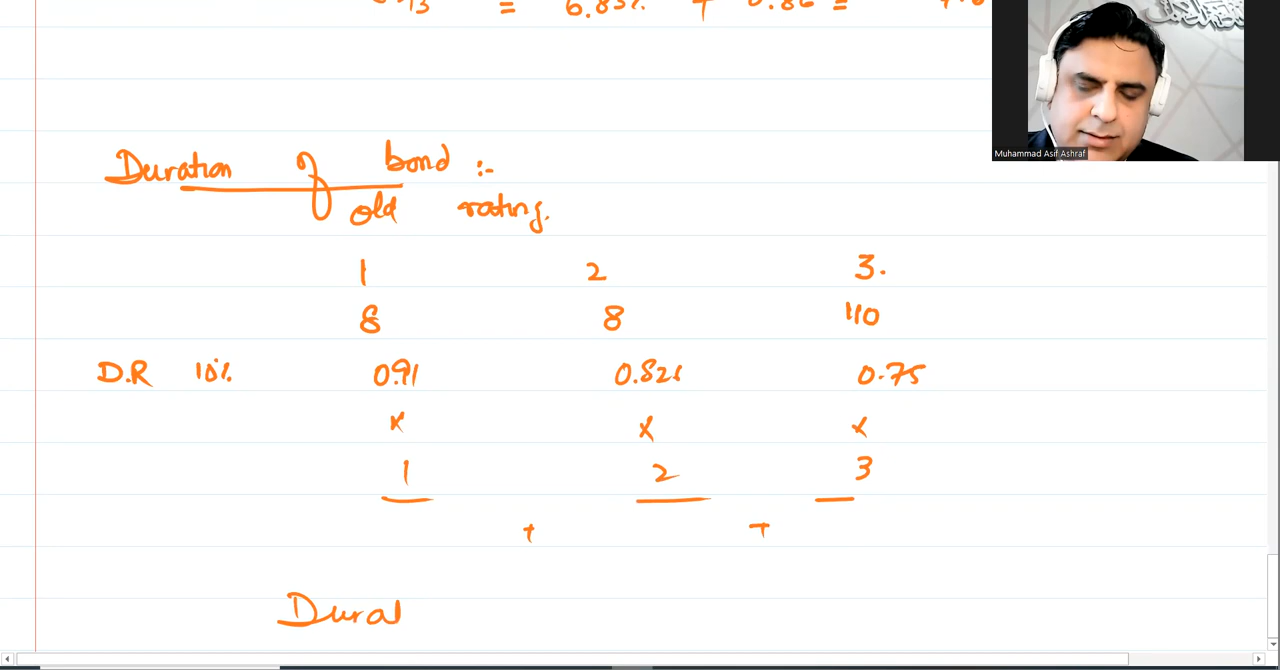 = 6.83% + 0.86 =
Muhammad Asif Ashraf
Duration of bond :-
old rating.
1 2 3.
8 8 110
D.R 10% 0.91 0.826 0.75
x x x
1 2 3
+ +
Durat